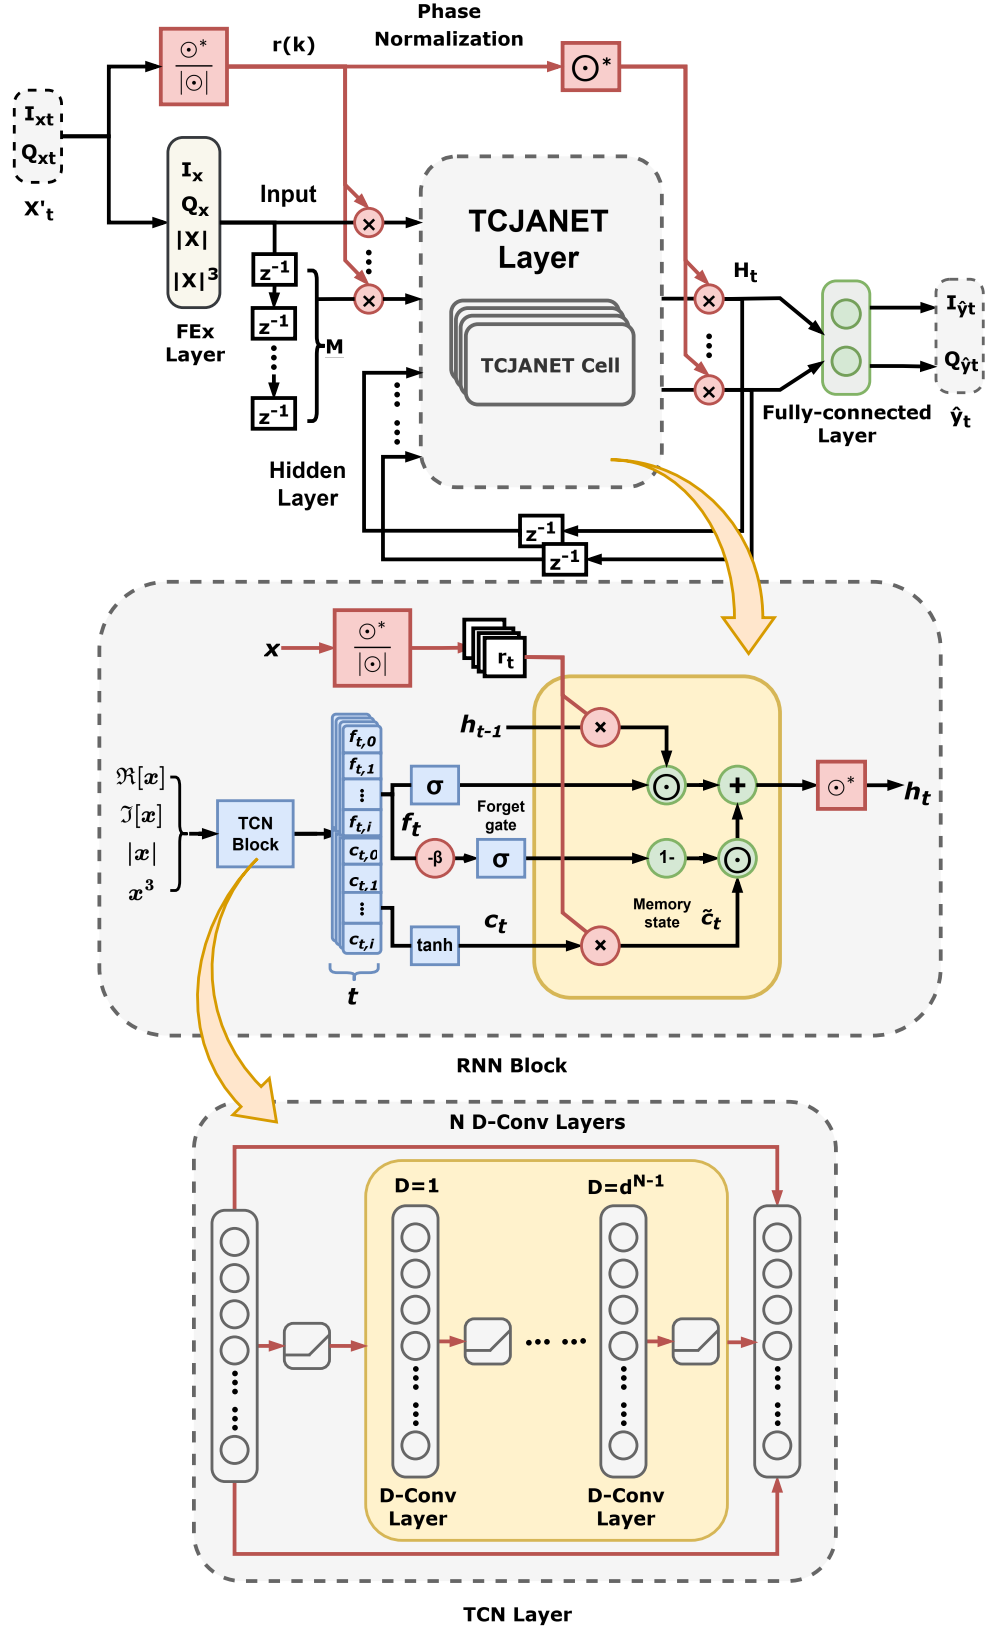 Phase
Normalization
r(k)
⊙*
|⊙|
⊙*
I_xt
Q_xt
X'_t
I_x
Q_x
|X|
|X|³
FEx
Layer
Input
z⁻¹
z⁻¹
z⁻¹
M
×
×
TCJANET
Layer
TCJANET Cell
×
×
H_t
I_ŷt
Q_ŷt
ŷ_t
Fully-connected
Layer
Hidden
Layer
z⁻¹
z⁻¹
x
⊙*
|⊙|
r_t
h_t-1
×
ℜ[x]
ℑ[x]
|x|
x³
TCN
Block
f_t,0
f_t,1
f_t,i
c_t,0
c_t,1
c_t,i
t
σ
f_t
Forget
gate
-β
σ
tanh
c_t
⊙
+
1-
⊙
Memory
state
c̃_t
×
⊙*
h_t
RNN Block
N D-Conv Layers
D=1
D=d^N-1
D-Conv
Layer
D-Conv
Layer
TCN Layer